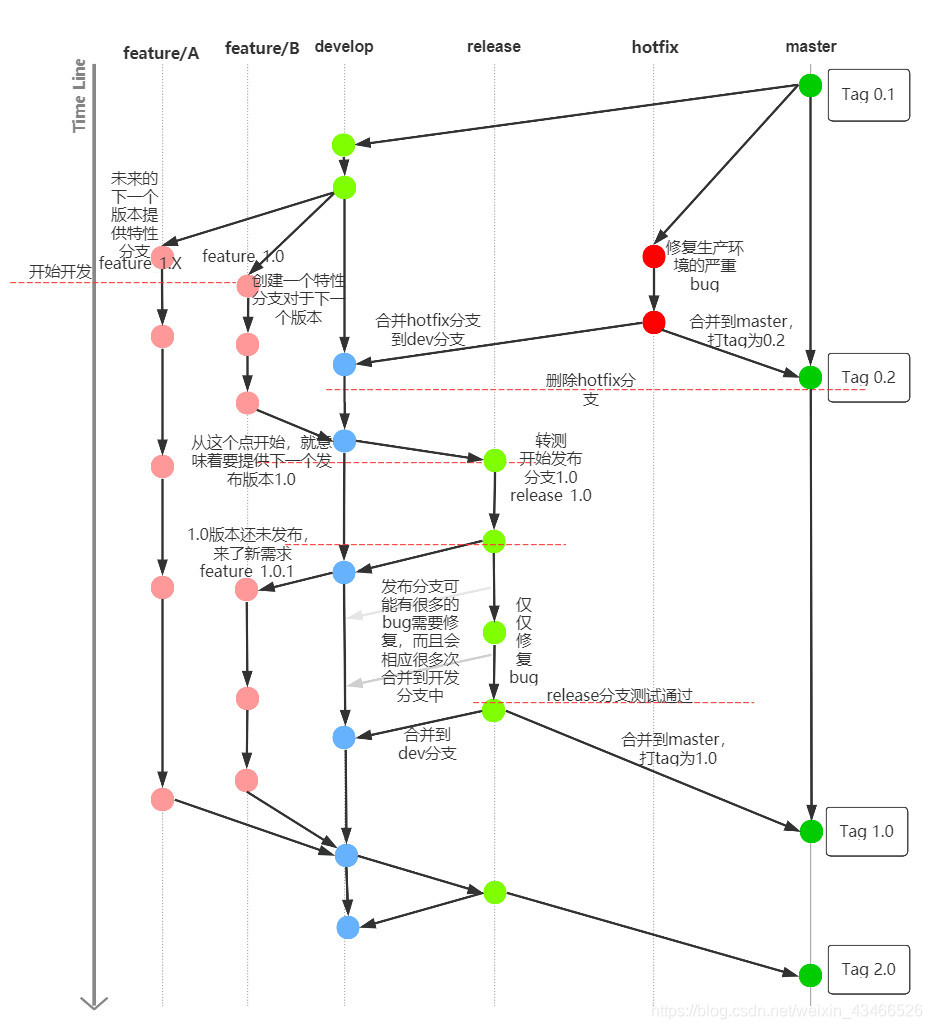 feature/A
feature/B
develop
release
hotfix
master
Time Line
Tag 0.1
未来的
下一个
版本提
供特性
分支
feature 1.X
feature 1.0
开始开发
创建一个特性
分支对于下一
个版本
修复生产环
境的严重
bug
合并hotfix分支
到dev分支
合并到master，
打tag为0.2
Tag 0.2
删除hotfix分
支
从这个点开始，就意
味着要提供下一个发
布版本1.0
转测
开始发布
分支1.0
release 1.0
1.0版本还未发布，
来了新需求
feature 1.0.1
发布分支可
能有很多的
bug需要修
复，而且会
相应很多次
合并到开发
分支中
仅
仅
修
复
bug
release分支测试通过
合并到
dev分支
合并到master，
打tag为1.0
Tag 1.0
Tag 2.0
https://blog.csdn.net/weixin_43466526